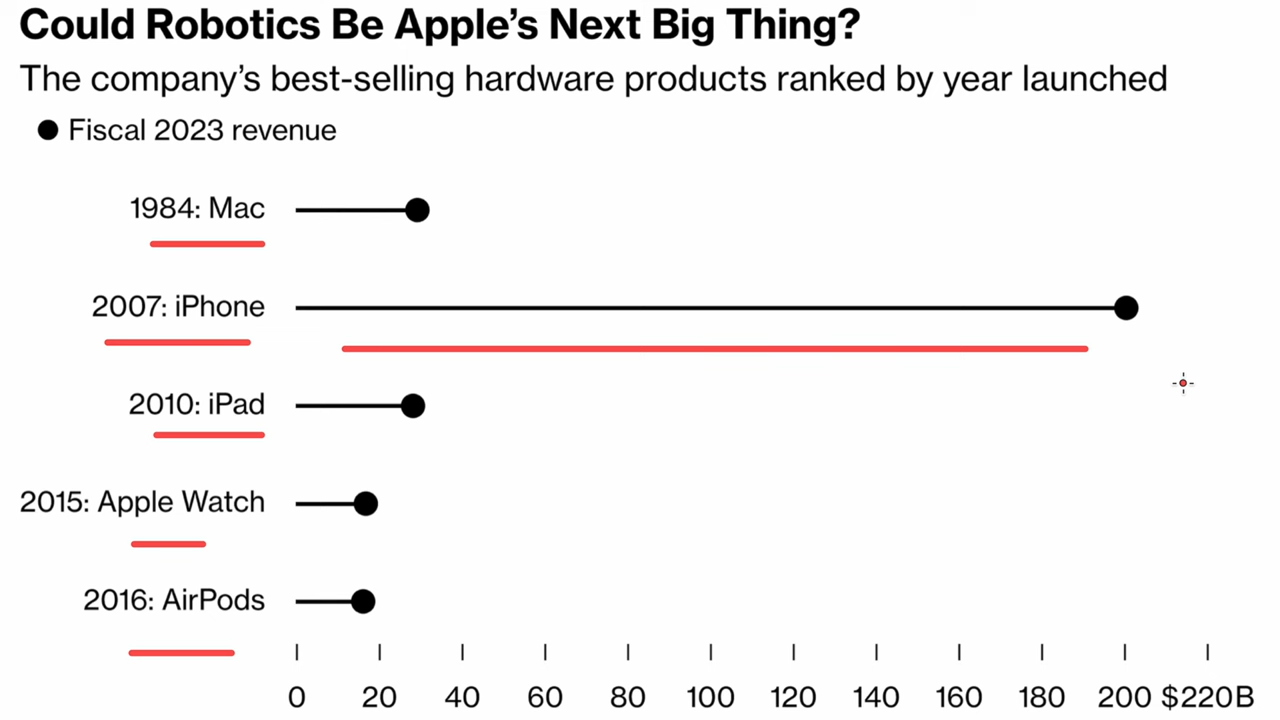 Could Robotics Be Apple’s Next Big Thing?
The company’s best-selling hardware products ranked by year launched
Fiscal 2023 revenue
1984: Mac
2007: iPhone
2010: iPad
2015: Apple Watch
2016: AirPods
0 20 40 60 80 100 120 140 160 180 200 $220B